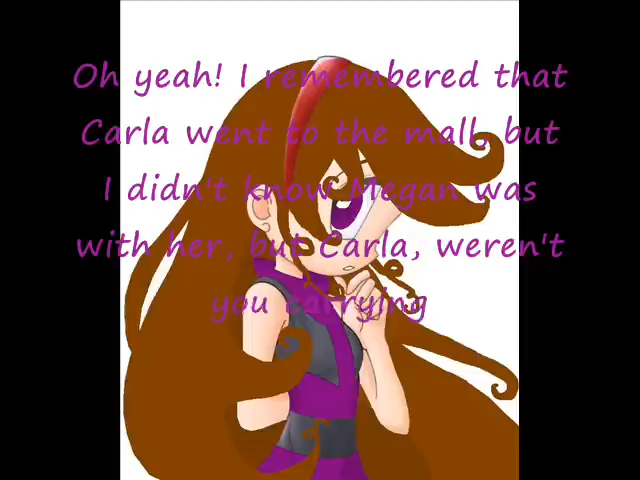 Oh yeah! I remembered that
Carla went to the mall, but
I didn't know Megan was
with her, but Carla, weren't
you carrying